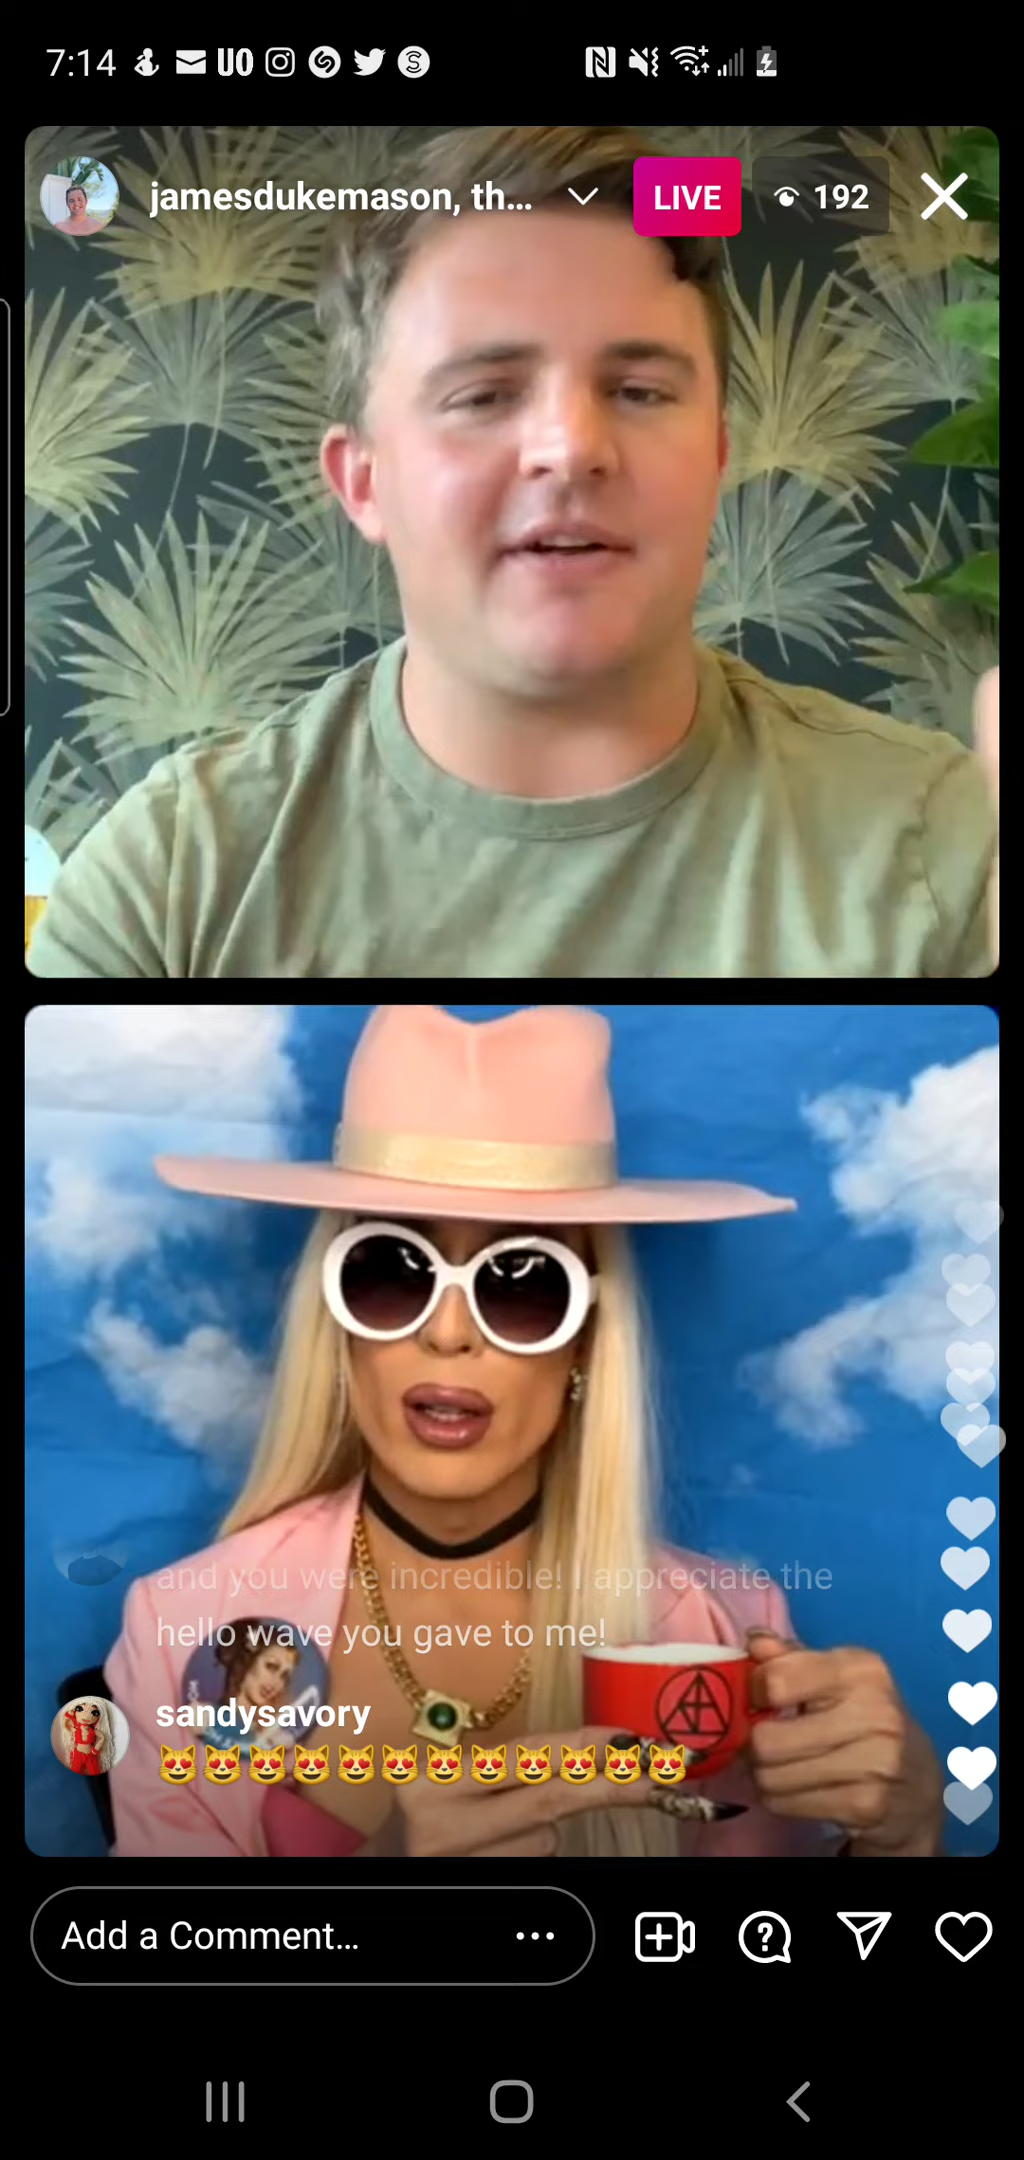 7:14 UO
jamesdukemason, th... LIVE 192
and you were incredible! I appreciate the
hello wave you gave to me!
sandysavory
😻😻😻😻😻😻😻😻😻😻😻😻
Add a Comment...